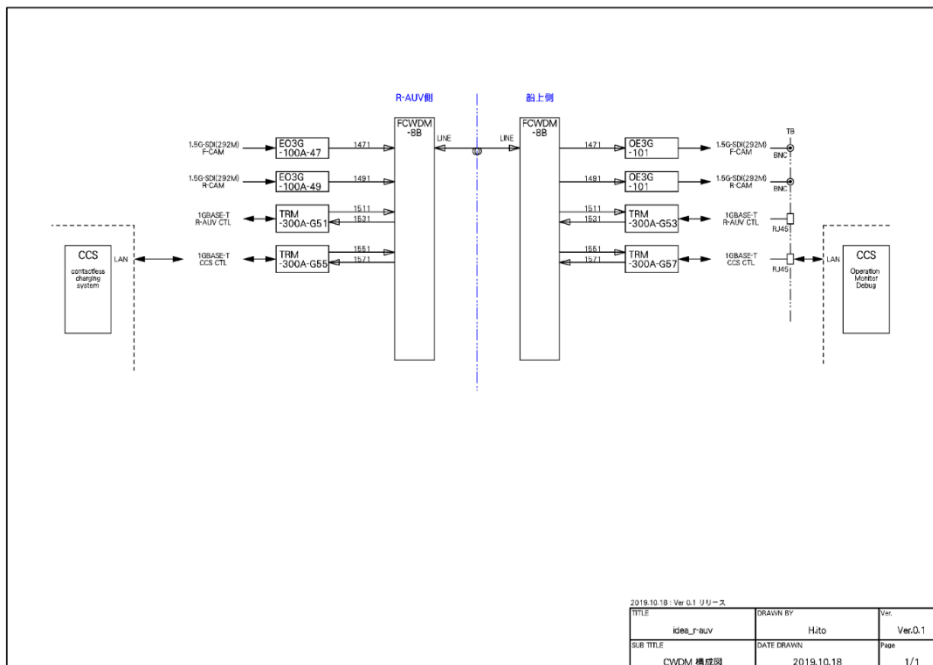 R-AUV側
船上側
FCWDM
-8B
LINE
LINE
FCWDM
-8B
TB
1.5G-SDI(292M)
F-CAM
EO3G
-100A-47
1471
1471
OE3G
-101
1.5G-SDI(292M)
F-CAM
BNC
1.5G-SDI(292M)
R-CAM
EO3G
-100A-49
1491
1491
OE3G
-101
1.5G-SDI(292M)
R-CAM
BNC
1GBASE-T
R-AUV CTL
TRM
-300A-G51
1511
1531
1511
1531
TRM
-300A-G53
1GBASE-T
R-AUV CTL
RJ45
CCS
contactless
charging
system
LAN
1GBASE-T
CCS CTL
TRM
-300A-G55
1551
1571
1551
1571
TRM
-300A-G57
1GBASE-T
CCS CTL
RJ45
LAN
CCS
Operation
Monitor
Debug
2019.10.18 : Ver 0.1 リリース
TITLE
DRAWN BY
Ver.
idea_r-auv
H.ito
Ver.0.1
SUB TITLE
DATE DRAWN
Page
CWDM 構成図
2019.10.18
1/1